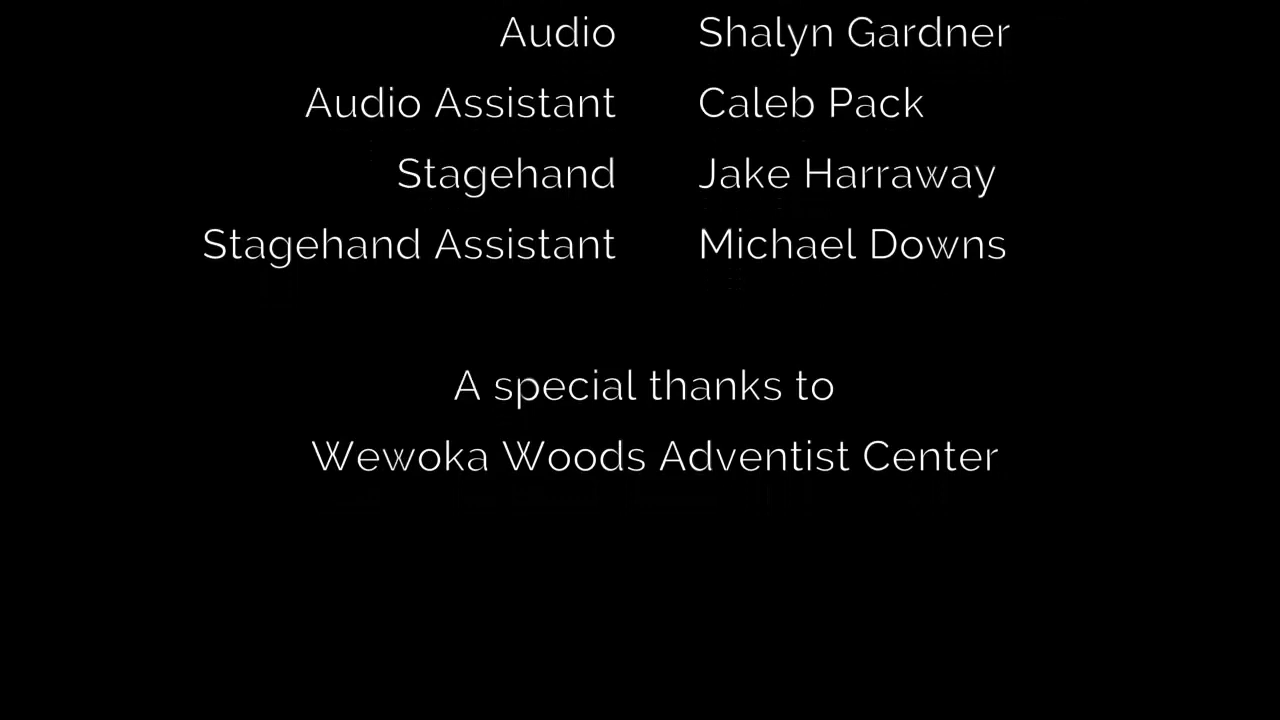 Audio Shalyn Gardner
Audio Assistant Caleb Pack
Stagehand Jake Harraway
Stagehand Assistant Michael Downs
A special thanks to
Wewoka Woods Adventist Center